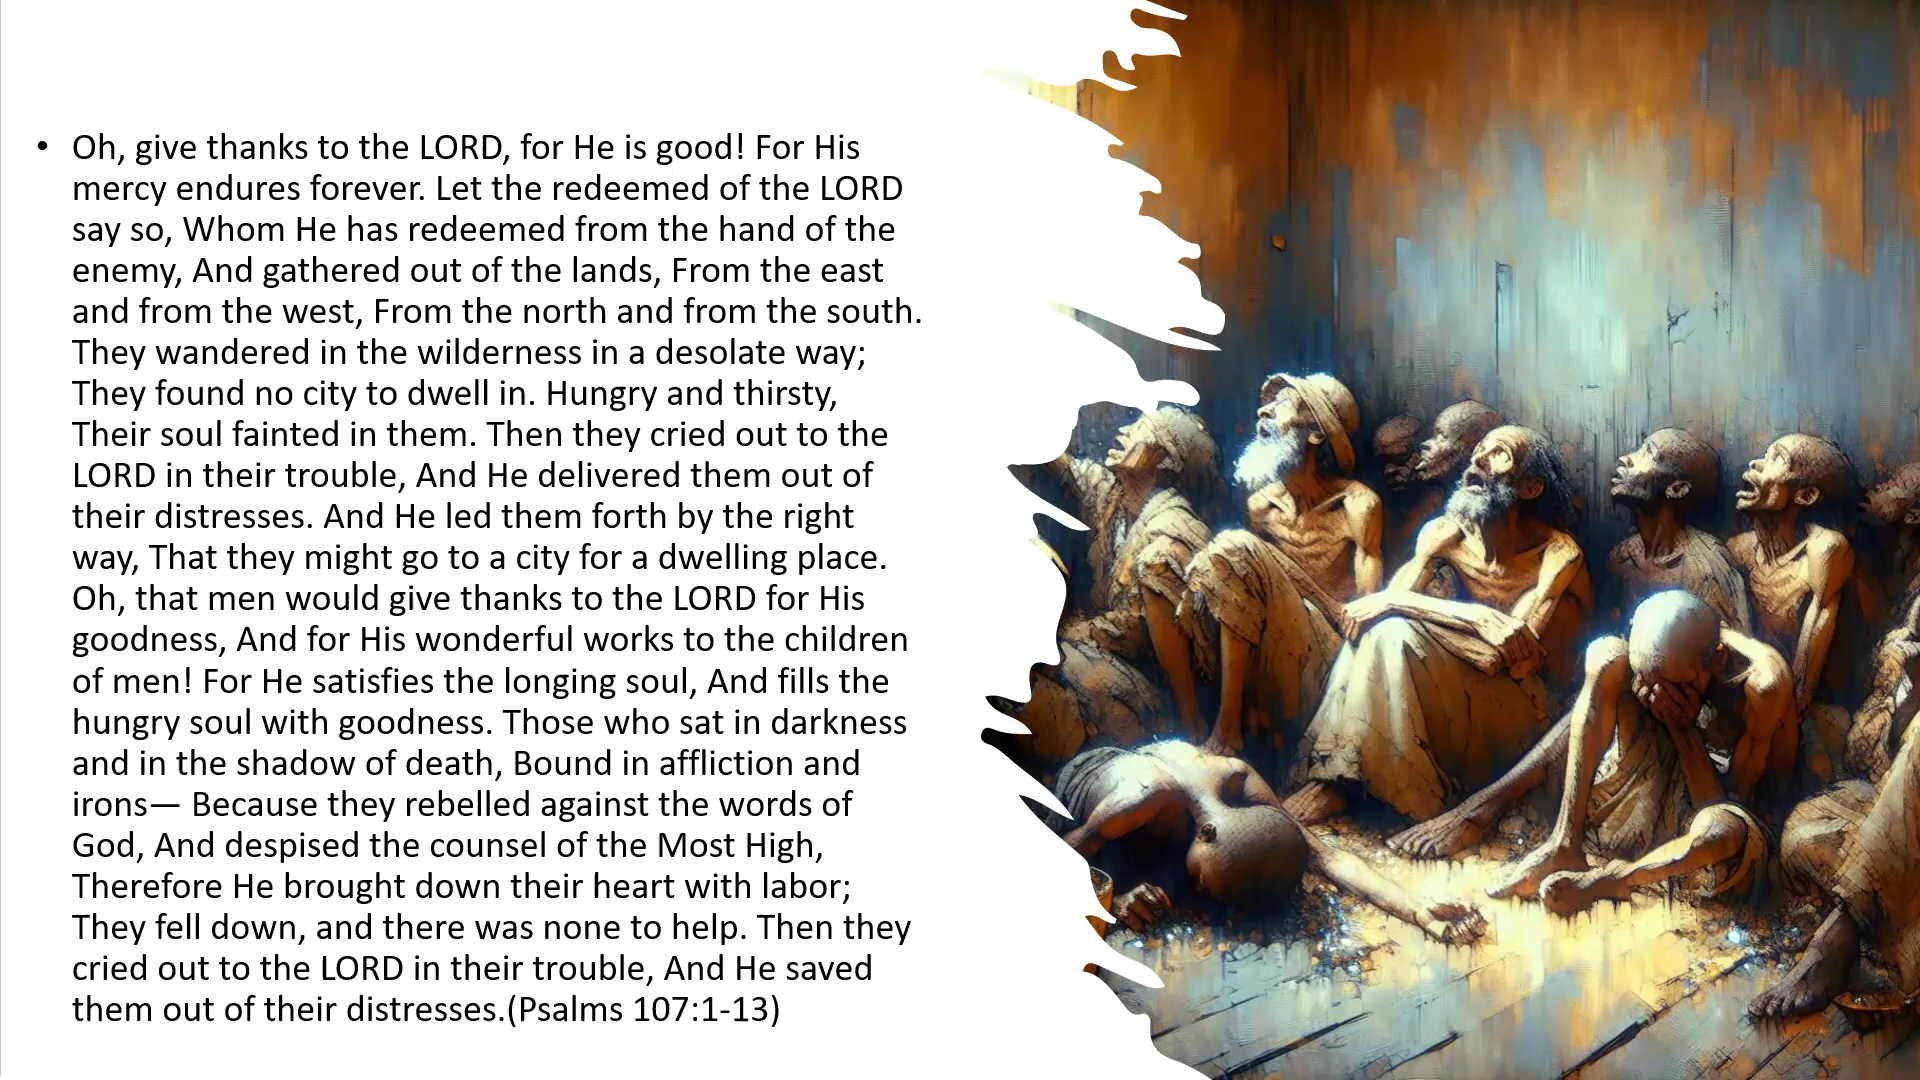 • Oh, give thanks to the LORD, for He is good! For His
mercy endures forever. Let the redeemed of the LORD
say so, Whom He has redeemed from the hand of the
enemy, And gathered out of the lands, From the east
and from the west, From the north and from the south.
They wandered in the wilderness in a desolate way;
They found no city to dwell in. Hungry and thirsty,
Their soul fainted in them. Then they cried out to the
LORD in their trouble, And He delivered them out of
their distresses. And He led them forth by the right
way, That they might go to a city for a dwelling place.
Oh, that men would give thanks to the LORD for His
goodness, And for His wonderful works to the children
of men! For He satisfies the longing soul, And fills the
hungry soul with goodness. Those who sat in darkness
and in the shadow of death, Bound in affliction and
irons— Because they rebelled against the words of
God, And despised the counsel of the Most High,
Therefore He brought down their heart with labor;
They fell down, and there was none to help. Then they
cried out to the LORD in their trouble, And He saved
them out of their distresses.(Psalms 107:1-13)